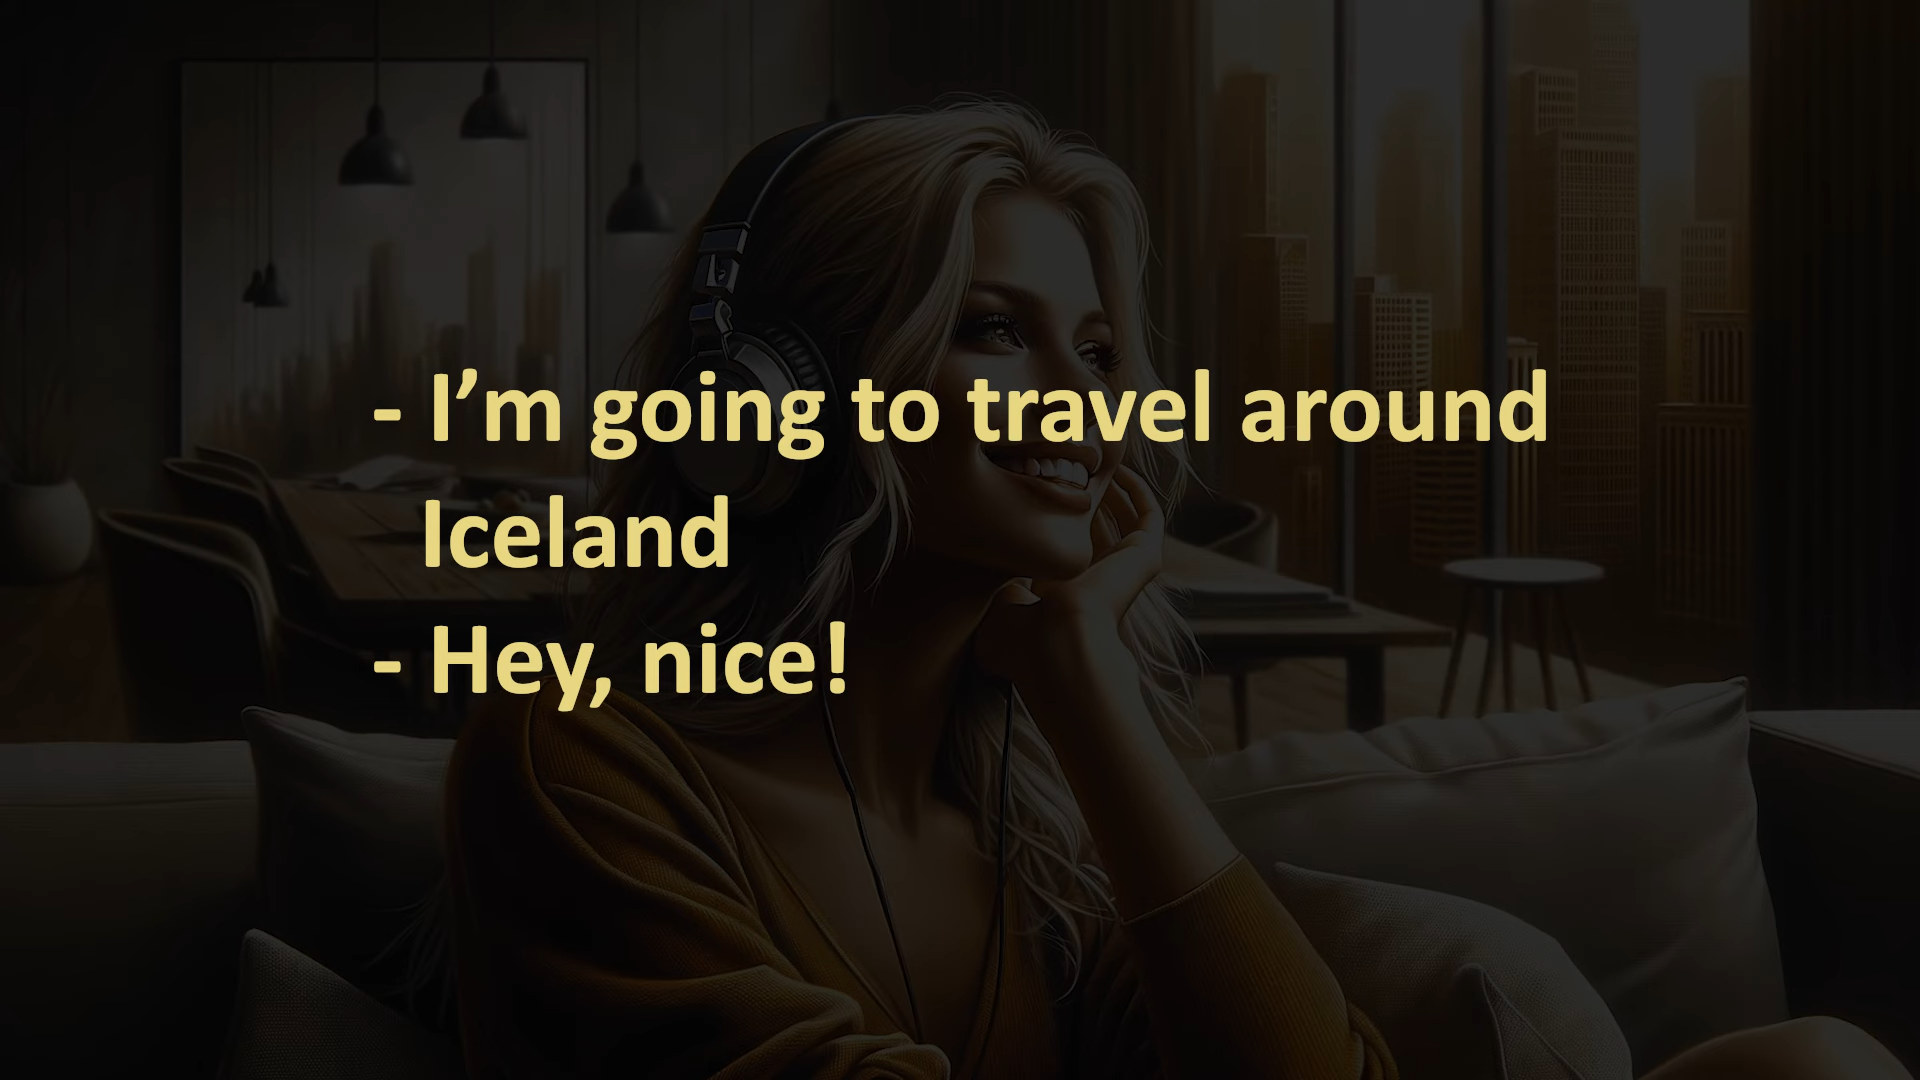 - I’m going to travel around
Iceland
- Hey, nice!